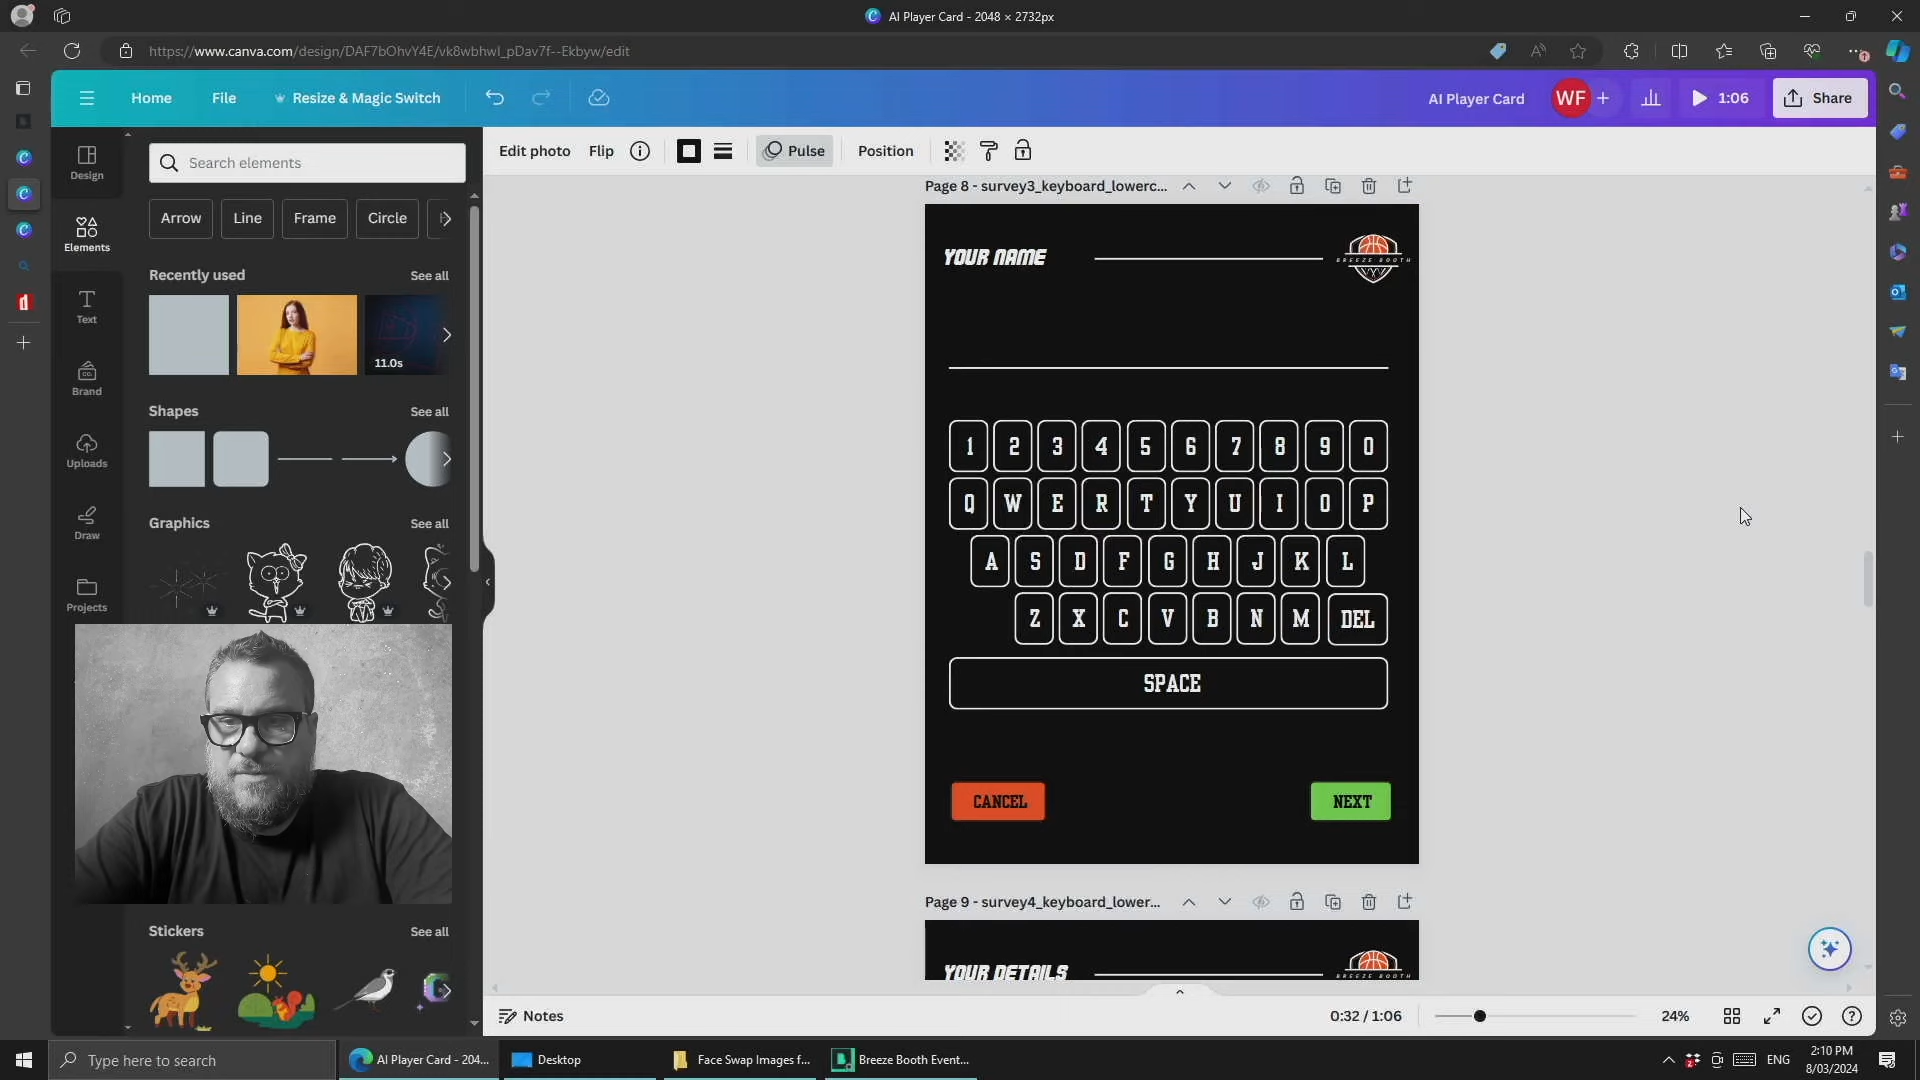 AI Player Card - 2048 × 2732px
https://www.canva.com/design/DAF7bOhvY4E/vk8wbhwI_pDav7f--Ekbyw/edit
Home
File
Resize & Magic Switch
AI Player Card
WF
1:06
Share
Design
Elements
Text
Brand
Uploads
Draw
Projects
Search elements
Arrow
Line
Frame
Circle
Recently used
See all
11.0s
Shapes
See all
Graphics
See all
Stickers
See all
Edit photo
Flip
Pulse
Position
Page 8 - survey3_keyboard_lowerc...
YOUR NAME
BREEZE BOOTH
1 2 3 4 5 6 7 8 9 0
Q W E R T Y U I O P
A S D F G H J K L
Z X C V B N M DEL
SPACE
CANCEL
NEXT
Page 9 - survey4_keyboard_lower...
YOUR DETAILS
BREEZE BOOTH
Notes
0:32 / 1:06
24%
Type here to search
AI Player Card - 204...
Desktop
Face Swap Images f...
Breeze Booth Event...
ENG
2:10 PM
8/03/2024